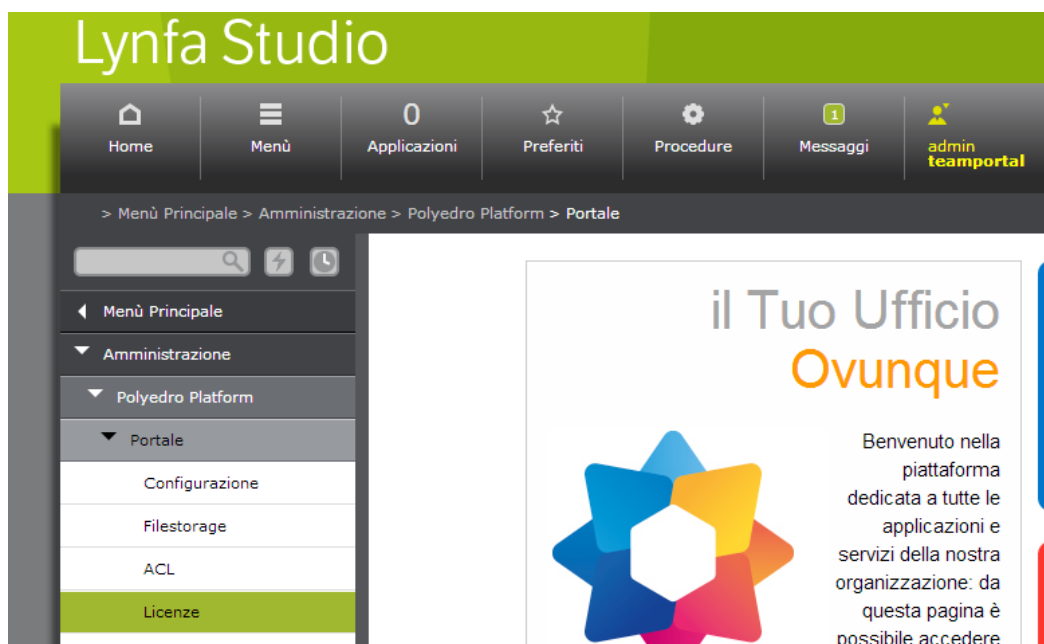 Lynfa Studio
Home
Menù
0
Applicazioni
Preferiti
Procedure
1
Messaggi
admin
teamportal
> Menù Principale > Amministrazione > Polyedro Platform > Portale
Menù Principale
Amministrazione
Polyedro Platform
Portale
Configurazione
Filestorage
ACL
Licenze
il Tuo Ufficio
Ovunque
Benvenuto nella
piattaforma
dedicata a tutte le
applicazioni e
servizi della nostra
organizzazione: da
questa pagina è
possibile accedere